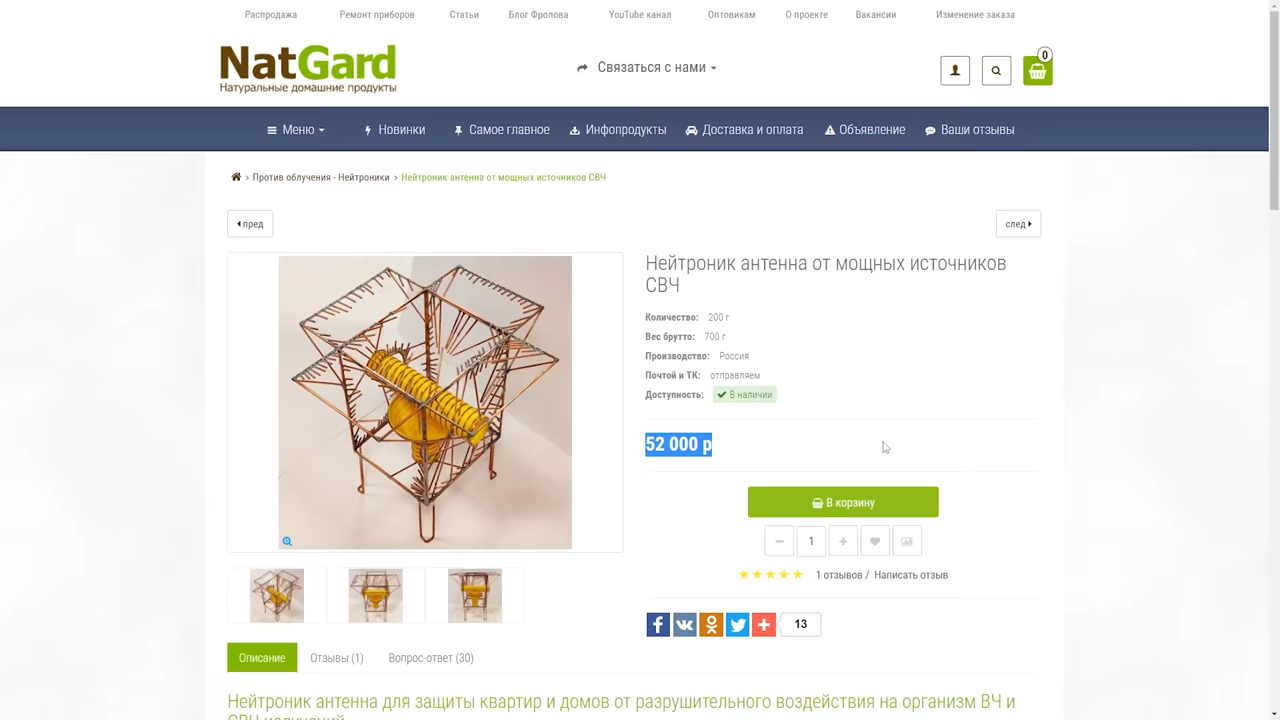 Распродажа Ремонт приборов Статьи Блог Фролова YouTube канал Оптовикам О проекте Вакансии Изменение заказа
NatGard
Натуральные домашние продукты
Связаться с нами
0
Меню Новинки Самое главное Инфопродукты Доставка и оплата Объявление Ваши отзывы
Против облучения - Нейтроники › Нейтроник антенна от мощных источников СВЧ
пред
след
Нейтроник антенна от мощных источников
СВЧ
Количество: 200 г
Вес брутто: 700 г
Производство: Россия
Почтой и ТК: отправляем
Доступность: В наличии
52 000 р
В корзину
1
1 отзывов / Написать отзыв
13
Описание Отзывы (1) Вопрос-ответ (30)
Нейтроник антенна для защиты квартир и домов от разрушительного воздействия на организм ВЧ и
СВЧ излучений